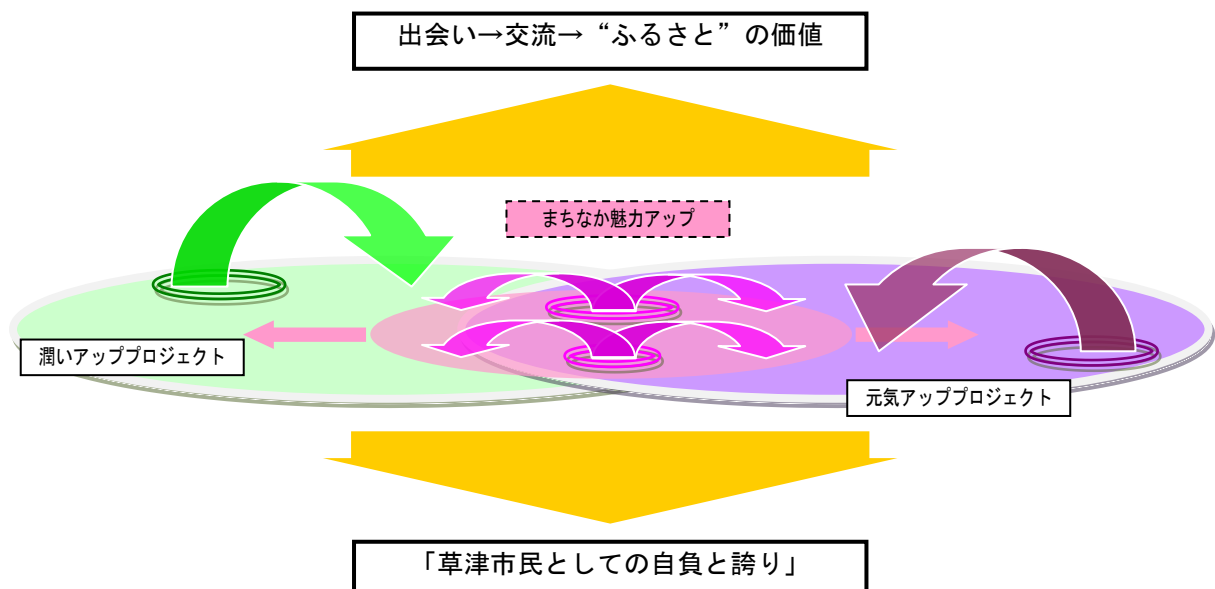 出会い→交流→“ふるさと”の価値
まちなか魅力アップ
潤いアッププロジェクト
元気アッププロジェクト
「草津市民としての自負と誇り」